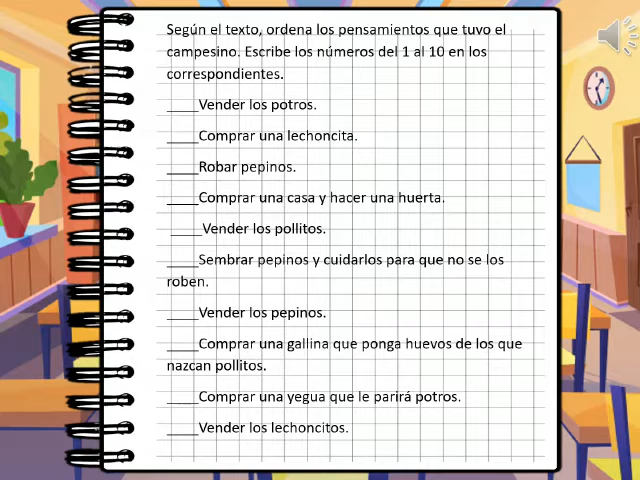 Según el texto, ordena los pensamientos que tuvo el
campesino. Escribe los números del 1 al 10 en los
correspondientes.
____Vender los potros.
____Comprar una lechoncita.
____Robar pepinos.
____Comprar una casa y hacer una huerta.
____Vender los pollitos.
____Sembrar pepinos y cuidarlos para que no se los
roben.
____Vender los pepinos.
____Comprar una gallina que ponga huevos de los que
nazcan pollitos.
____Comprar una yegua que le parirá potros.
____Vender los lechoncitos.